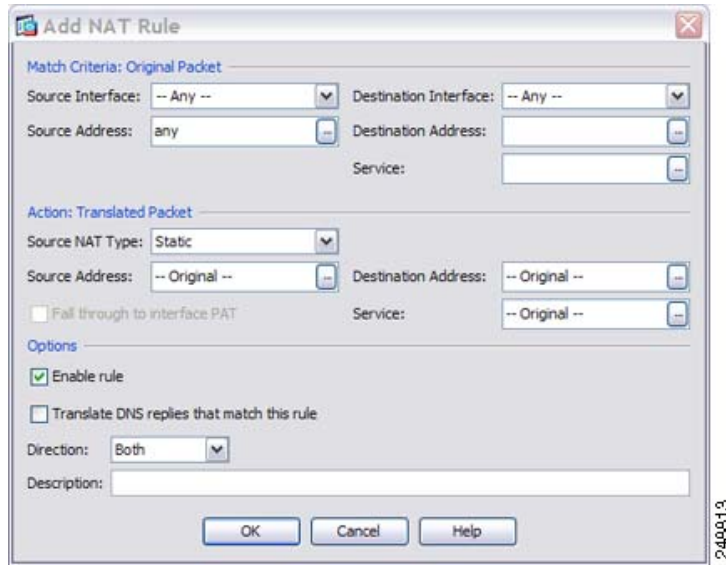 Add NAT Rule
Match Criteria: Original Packet
Source Interface: -- Any -- Destination Interface: -- Any --
Source Address: any ... Destination Address: ...
Service: ...
Action: Translated Packet
Source NAT Type: Static
Source Address: -- Original -- ... Destination Address: -- Original -- ...
Fall through to interface PAT Service: -- Original -- ...
Options
Enable rule
Translate DNS replies that match this rule
Direction: Both
Description:
OK Cancel Help
248813